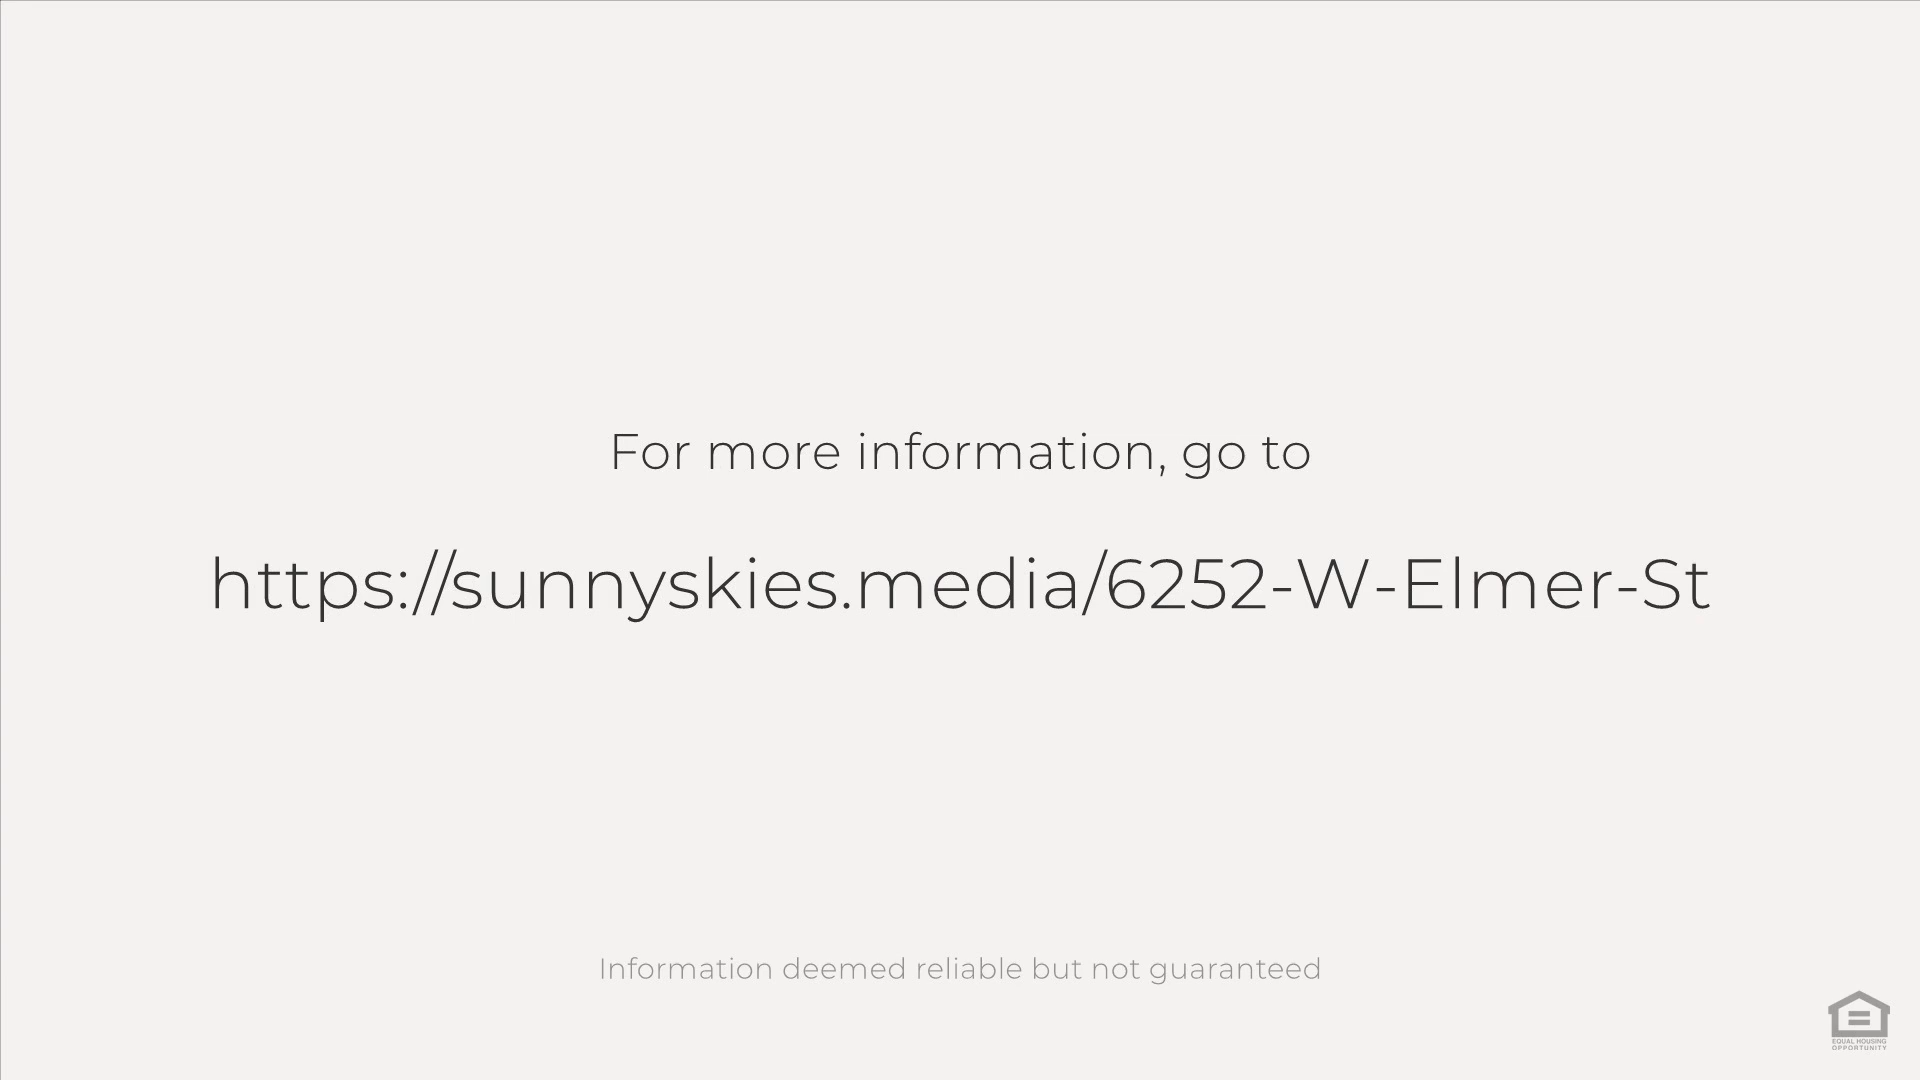 For more information, go to
https://sunnyskies.media/6252-W-Elmer-St
Information deemed reliable but not guaranteed
EQUAL HOUSING
OPPORTUNITY